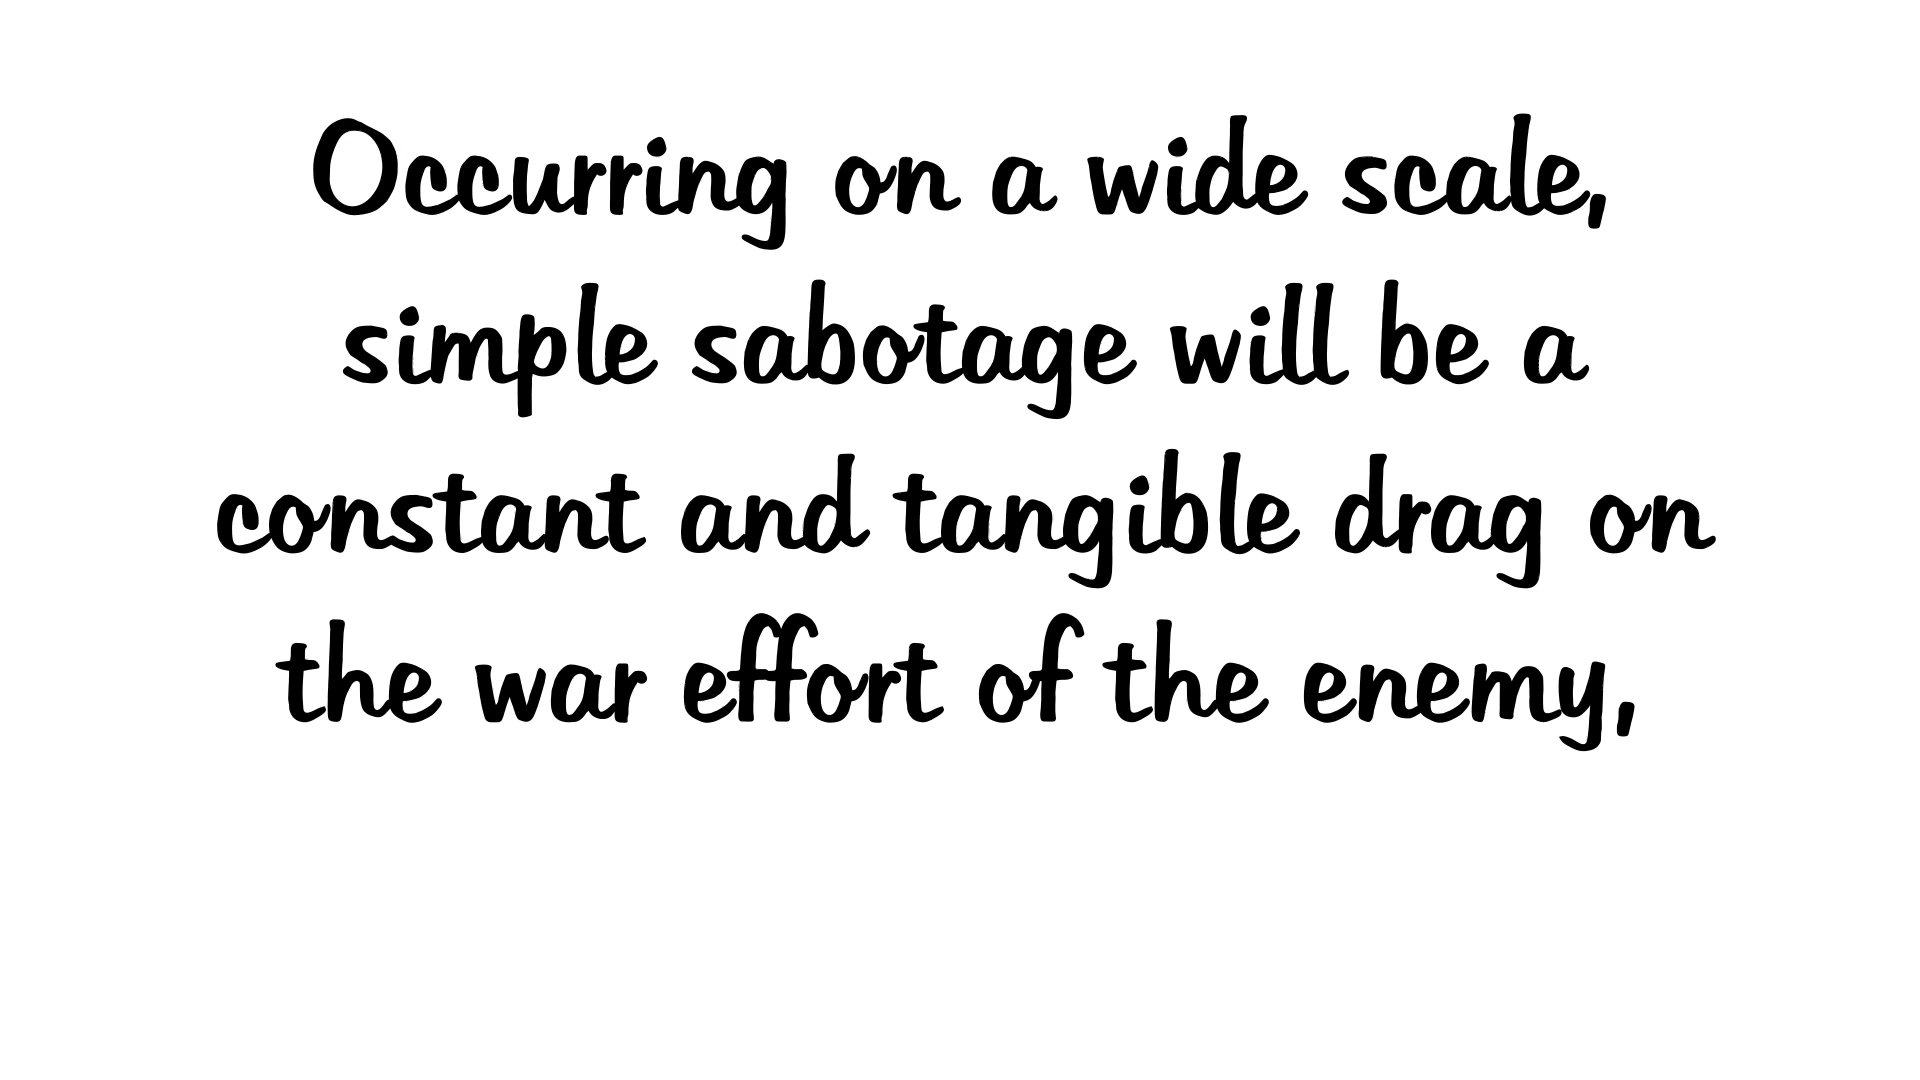 Occurring on a wide scale,
simple sabotage will be a
constant and tangible drag on
the war effort of the enemy,